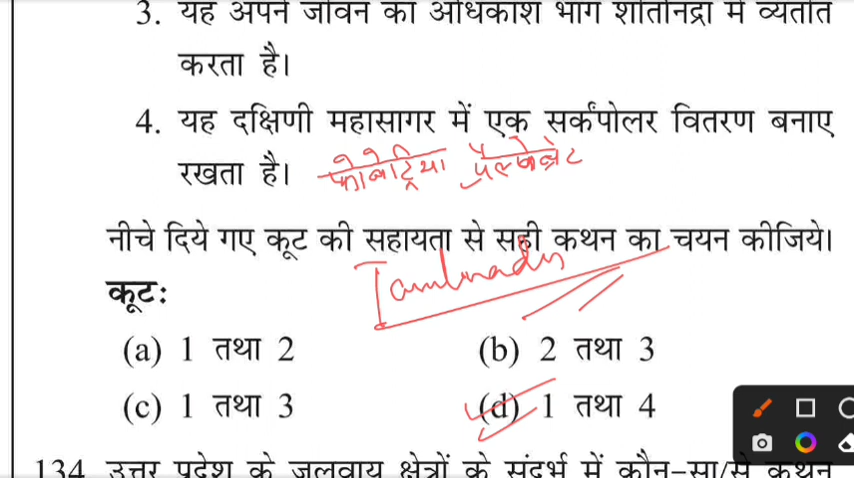 3. यह अपने जीवन का अधिकांश भाग शीतनिद्रा में व्यतीत
करता है।
4. यह दक्षिणी महासागर में एक सर्कंपोलर वितरण बनाए
रखता है।
नीचे दिये गए कूट की सहायता से सही कथन का चयन कीजिये।
Tamilnadu
कूटः
(a) 1 तथा 2 (b) 2 तथा 3
(c) 1 तथा 3 (d) 1 तथा 4
134. उत्तर प्रदेश के जलवायु क्षेत्रों के संदर्भ में कौन-सा/से कथन